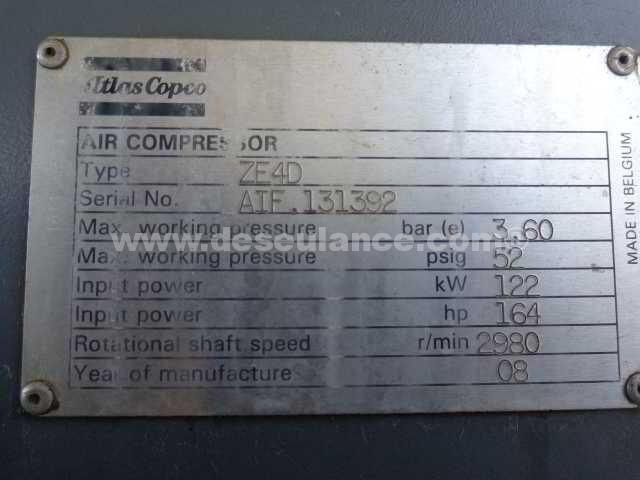 Atlas Copco
AIR COMPRESSOR
Type ZE4D
Serial No. AIF.131392
Max. working pressure bar (e) 3.60
www.desculance.com
Max. working pressure psig 52
Input power kW 122
Input power hp 164
Rotational shaft speed r/min 2980
Year of manufacture 08
MADE IN BELGIUM